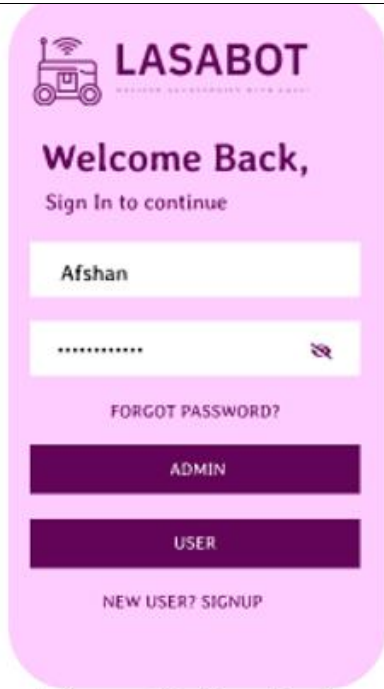 LASABOT
Welcome Back,
Sign In to continue
Afshan
••••••••••••
FORGOT PASSWORD?
ADMIN
USER
NEW USER? SIGNUP